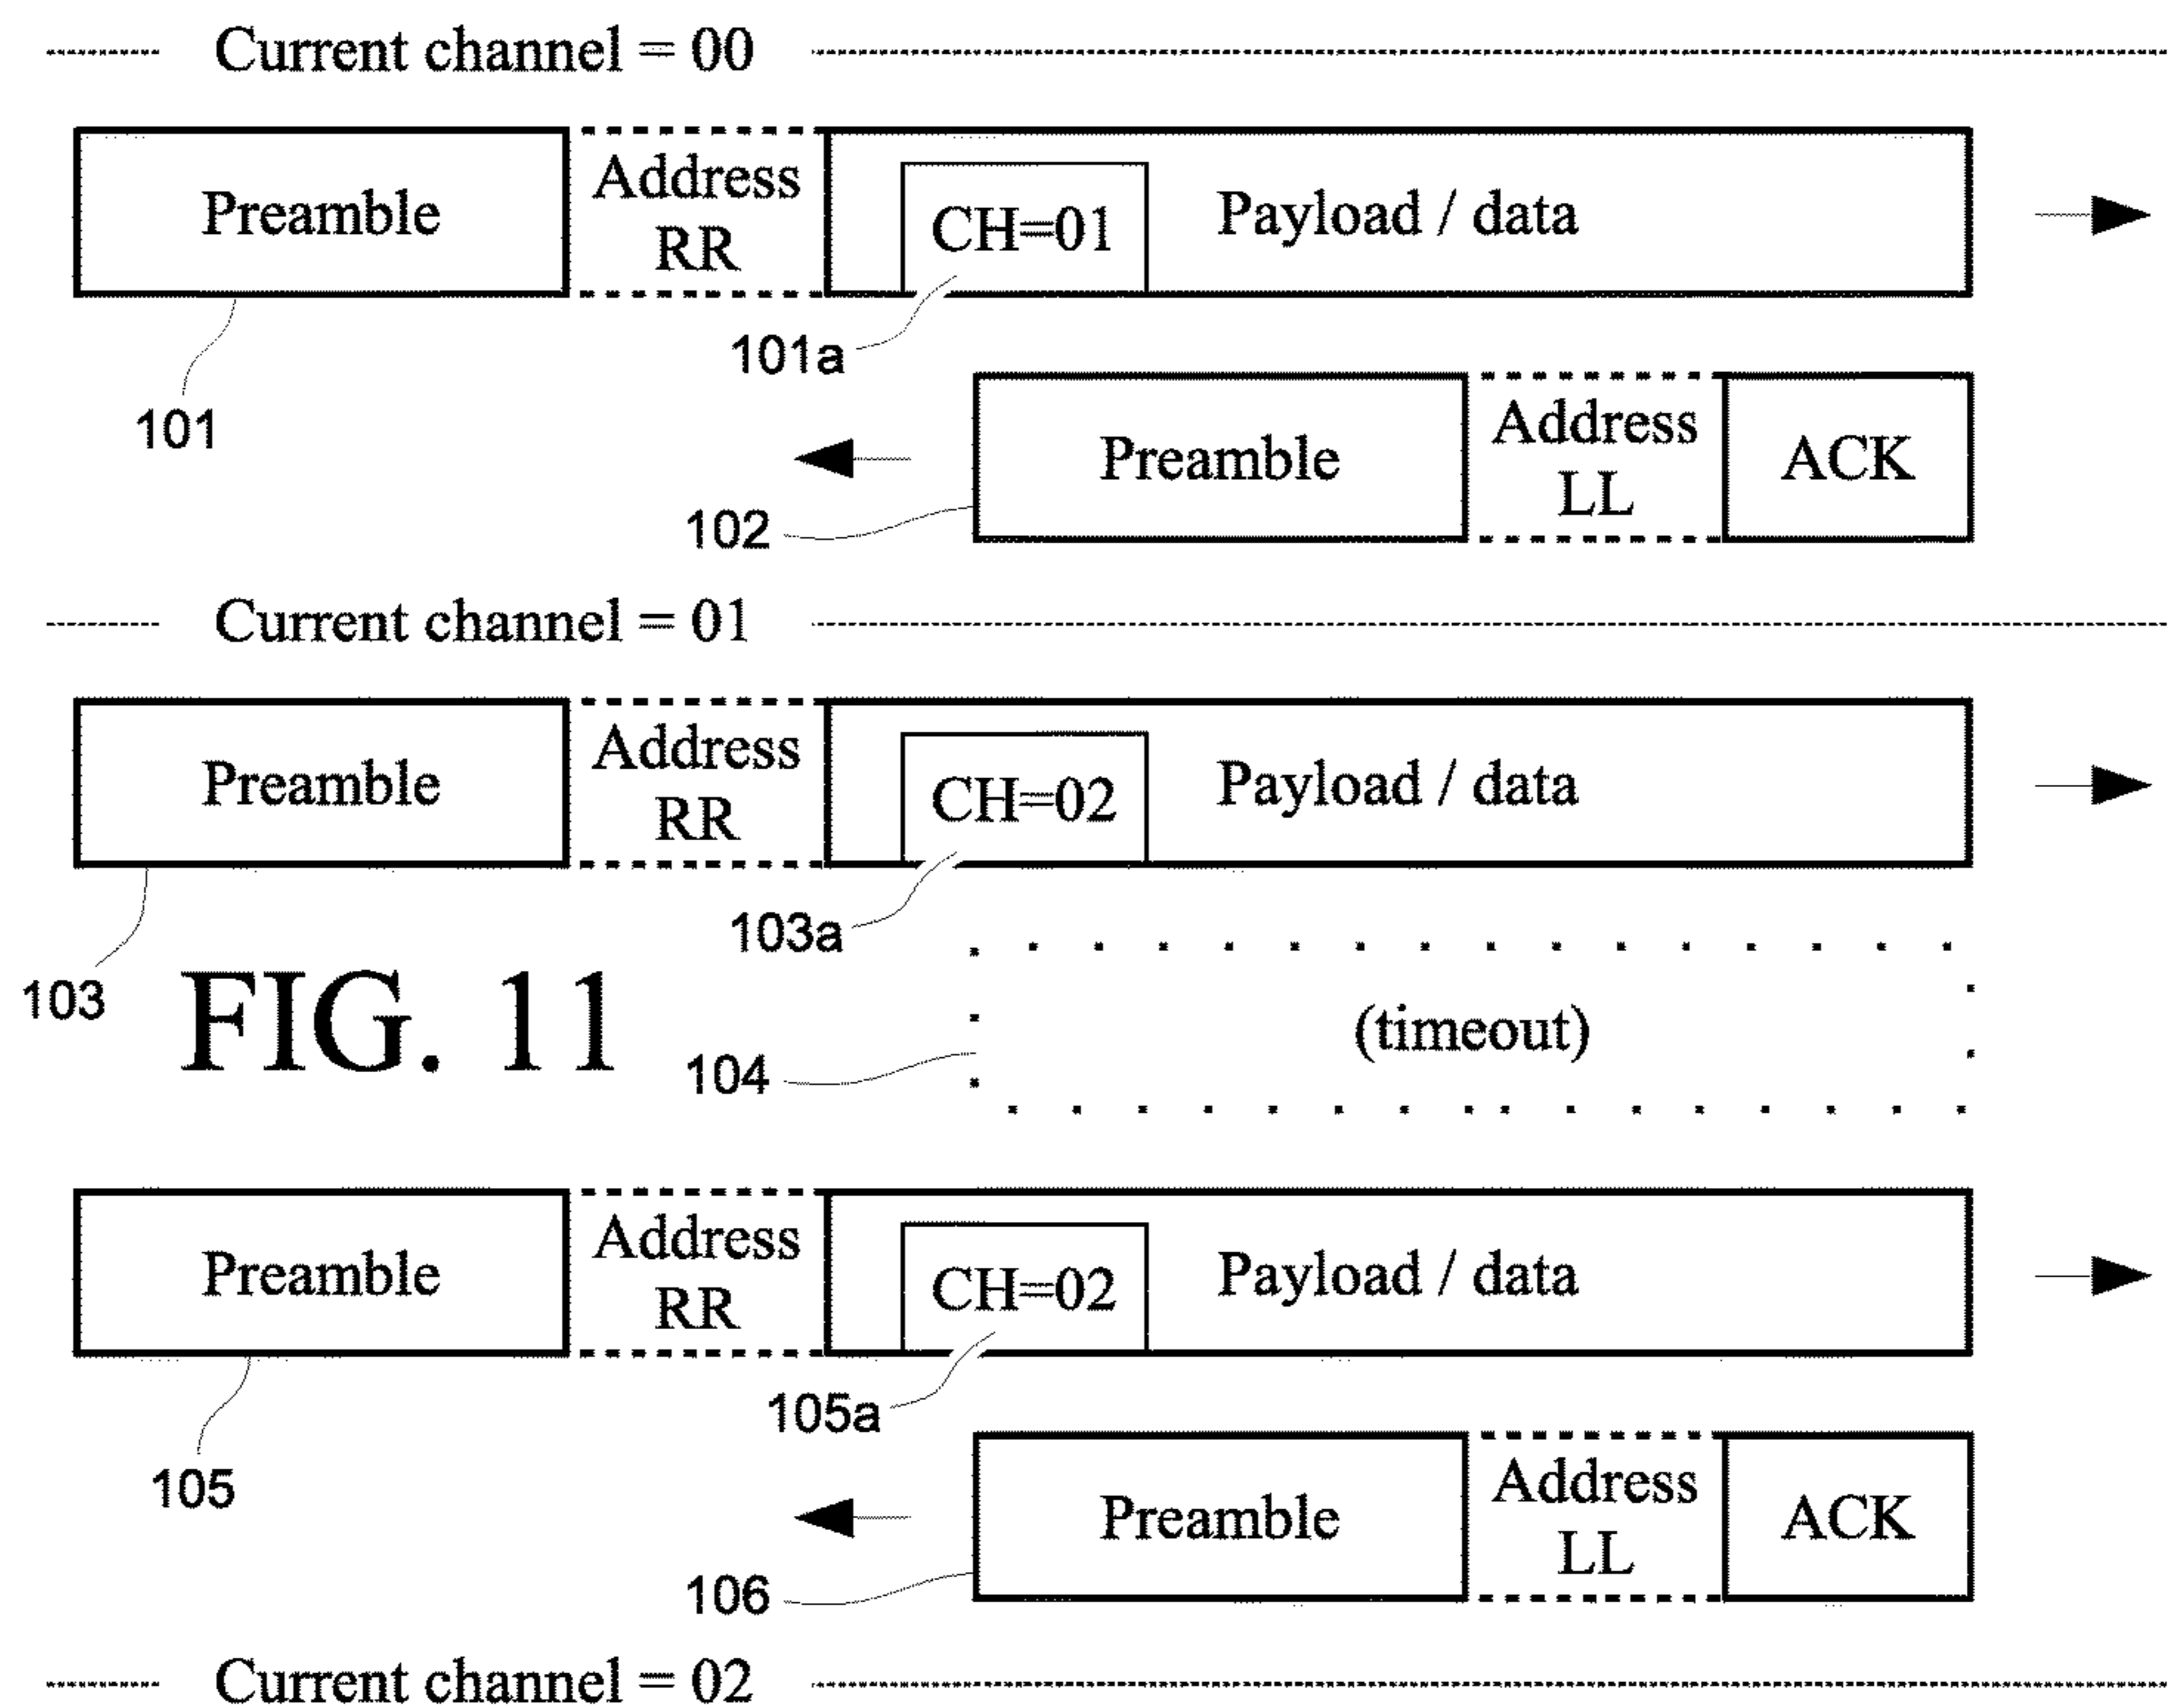 Current channel = 00
Preamble
Address
RR
CH=01
Payload / data
101a
101
Preamble
Address
LL
ACK
102
Current channel = 01
Preamble
Address
RR
CH=02
Payload / data
103a
103
FIG. 11
(timeout)
104
Preamble
Address
RR
CH=02
Payload / data
105a
105
Preamble
Address
LL
ACK
106
Current channel = 02